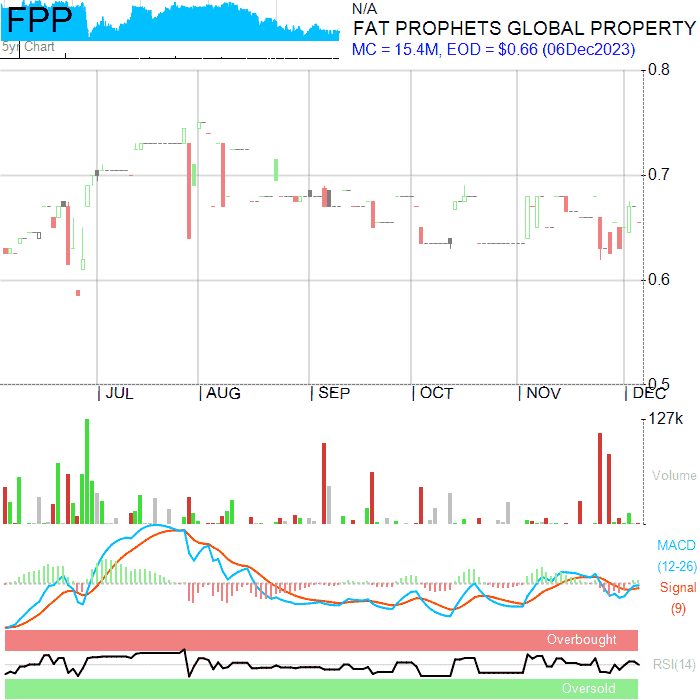 FPP
5yr Chart
N/A
FAT PROPHETS GLOBAL PROPERTY
MC = 15.4M, EOD = $0.66 (06Dec2023)
0.8
0.7
0.6
0.5
JUL AUG SEP OCT NOV DEC
127k
Volume
MACD
(12-26)
Signal
(9)
Overbought
RSI(14)
Oversold